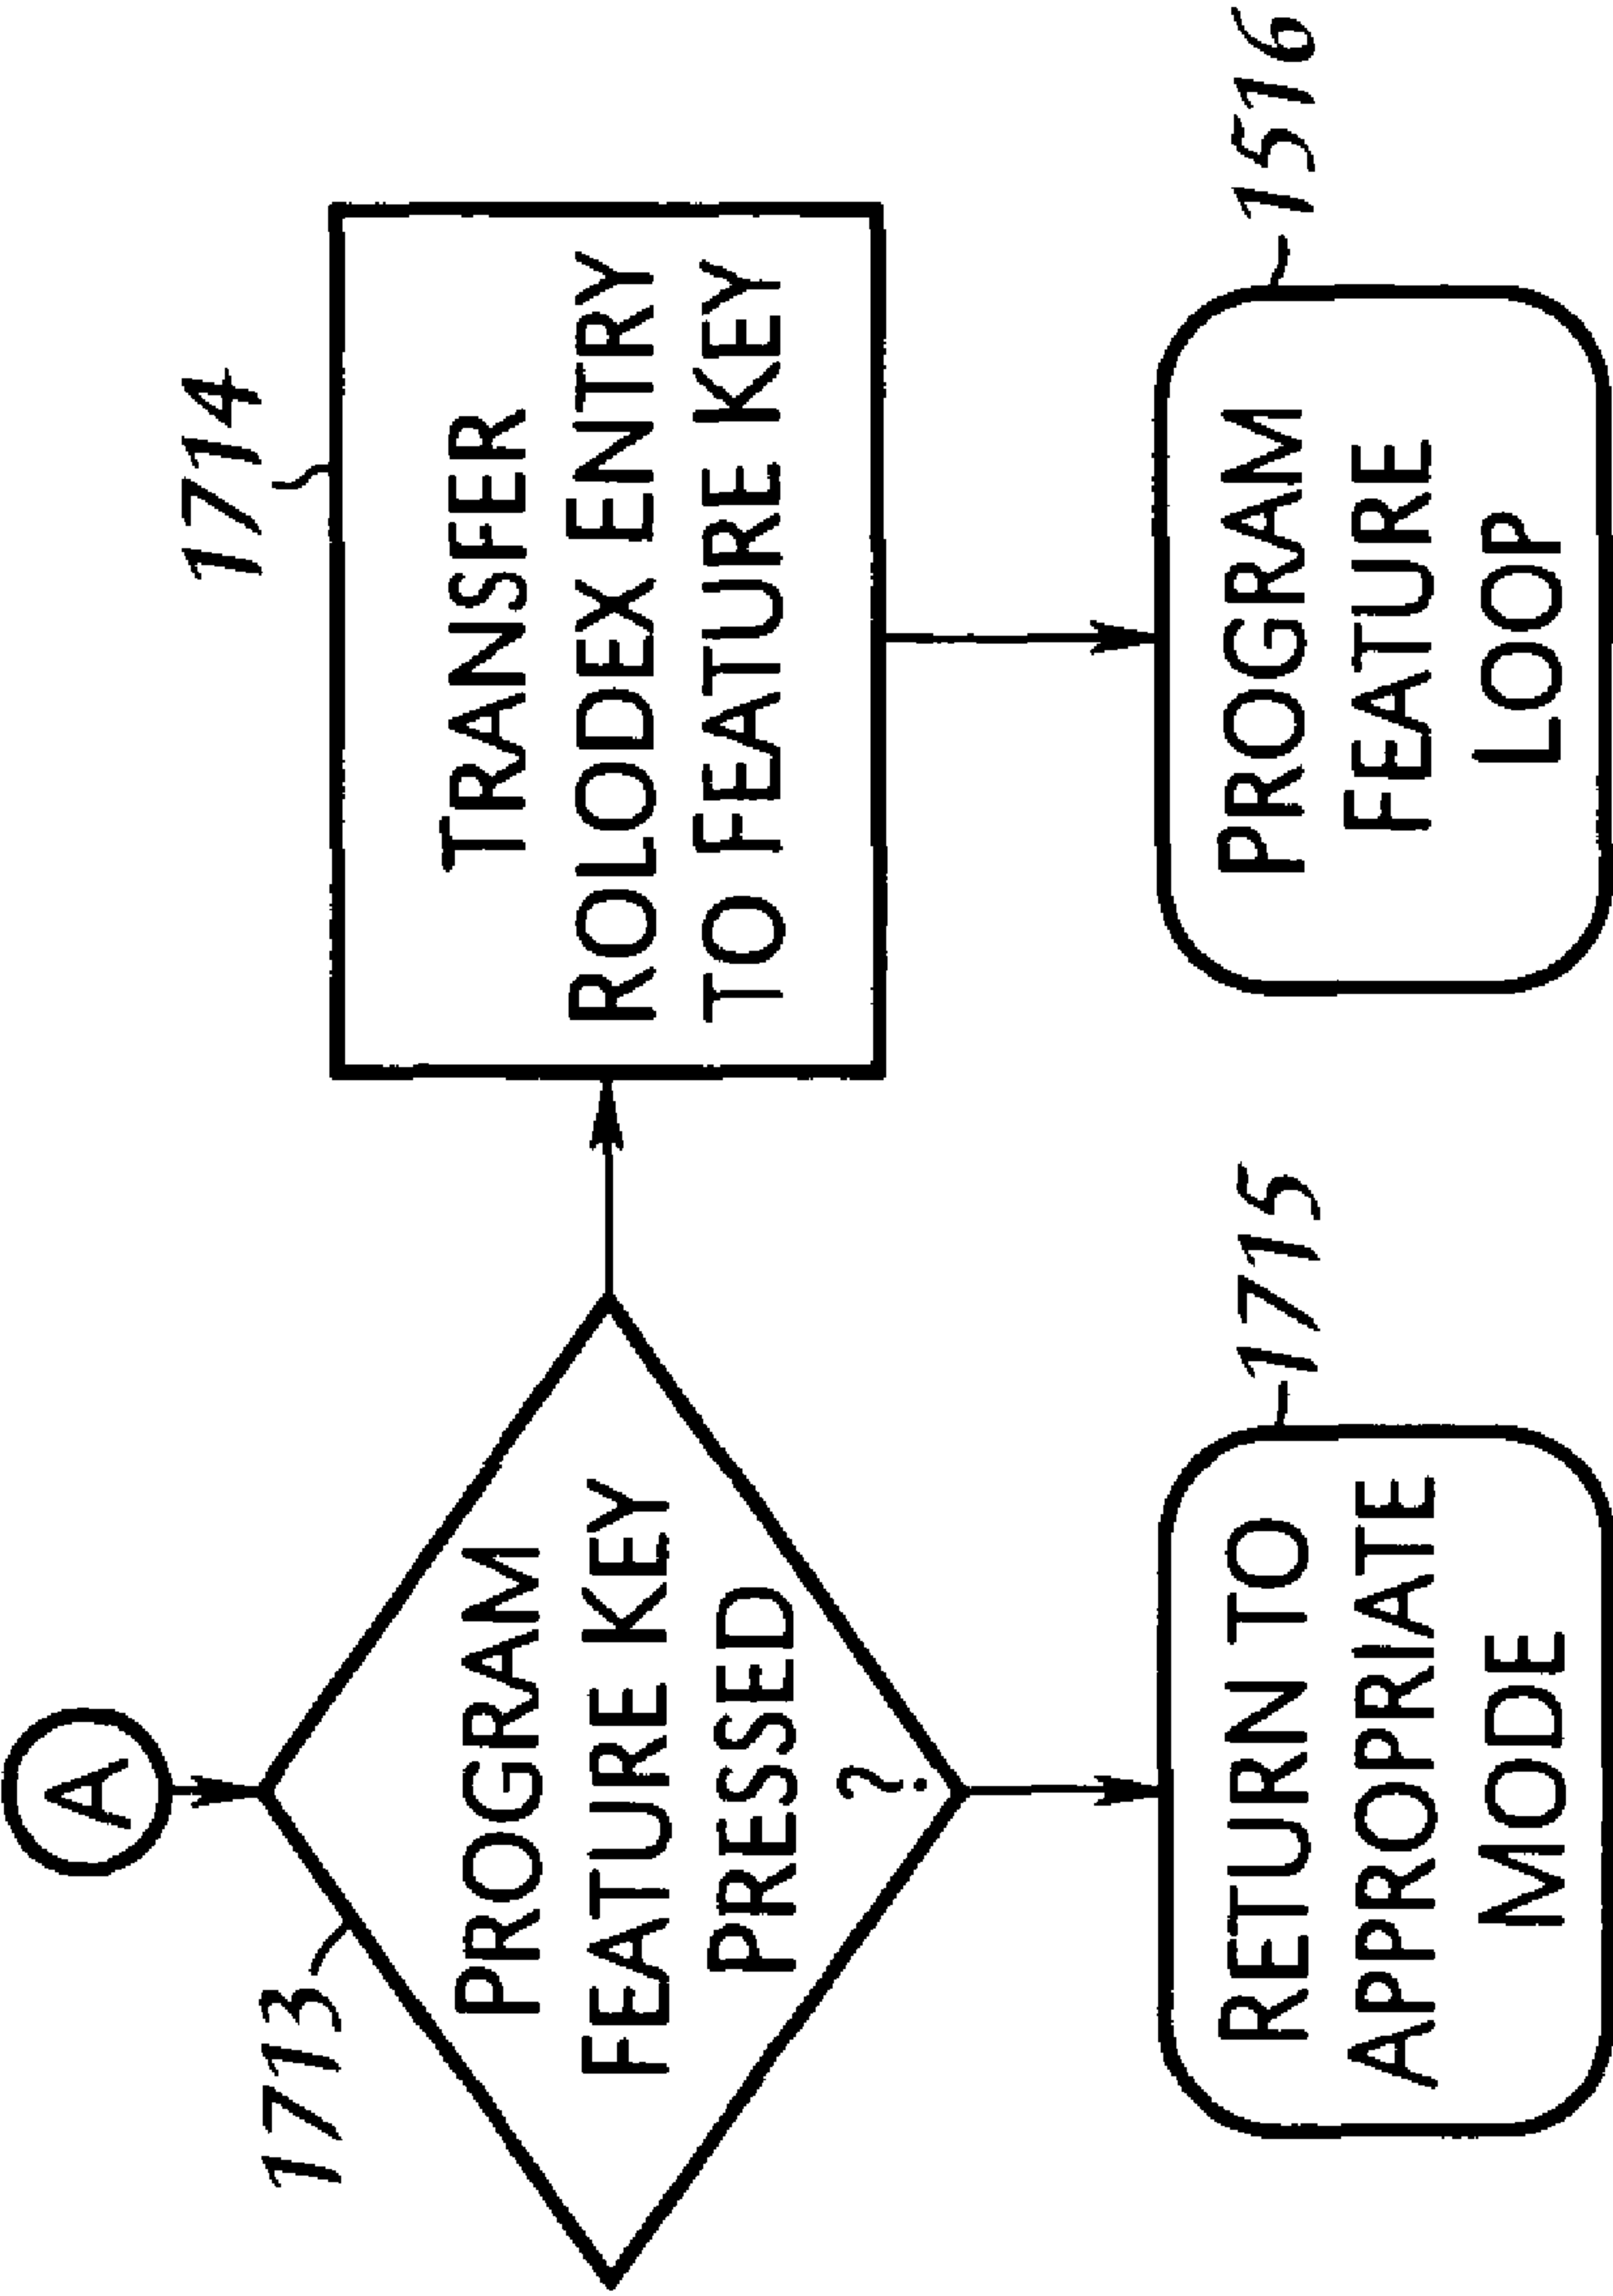 A
1713
PROGRAM
FEATURE KEY
PRESSED
?
1714
TRANSFER
ROLODEX ENTRY
TO FEATURE KEY
1715
RETURN TO
APPROPRIATE
MODE
1516
PROGRAM
FEATURE
LOOP